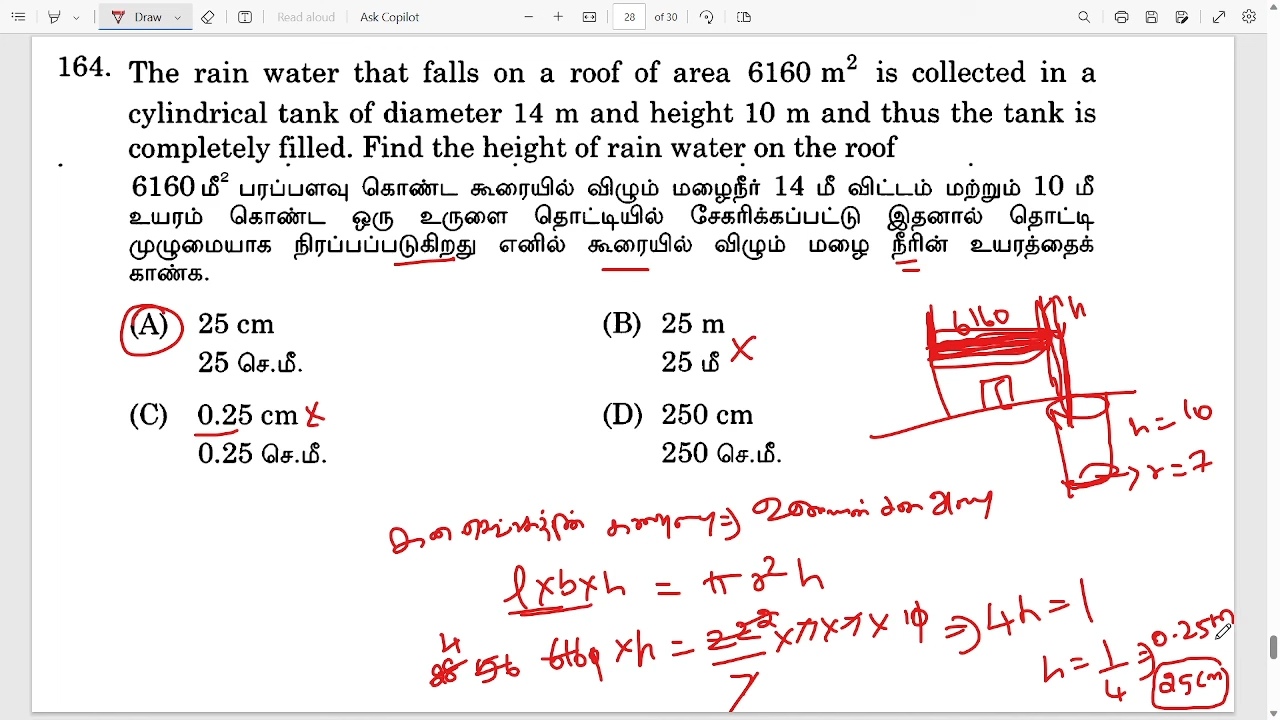 Draw
Read aloud
Ask Copilot
28
of 30
164. The rain water that falls on a roof of area 6160 m² is collected in a
cylindrical tank of diameter 14 m and height 10 m and thus the tank is
completely filled. Find the height of rain water on the roof
6160 மீ² பரப்பளவு கொண்ட கூரையில் விழும் மழைநீர் 14 மீ விட்டம் மற்றும் 10 மீ
உயரம் கொண்ட ஒரு உருளை தொட்டியில் சேகரிக்கப்பட்டு இதனால் தொட்டி
முழுமையாக நிரப்பப்படுகிறது எனில் கூரையில் விழும் மழை நீரின் உயரத்தைக்
காண்க.
(A) 25 cm
25 செ.மீ.
(B) 25 m
25 மீ
(C) 0.25 cm
0.25 செ.மீ.
(D) 250 cm
250 செ.மீ.
6160
h
h = 10
r = 7
l x b x h = π r² h
4
x h = 22/7 x 7 x 7 x 10 ⇒ 4h = 1
h = 1/4 ⇒ 0.25m
25cm